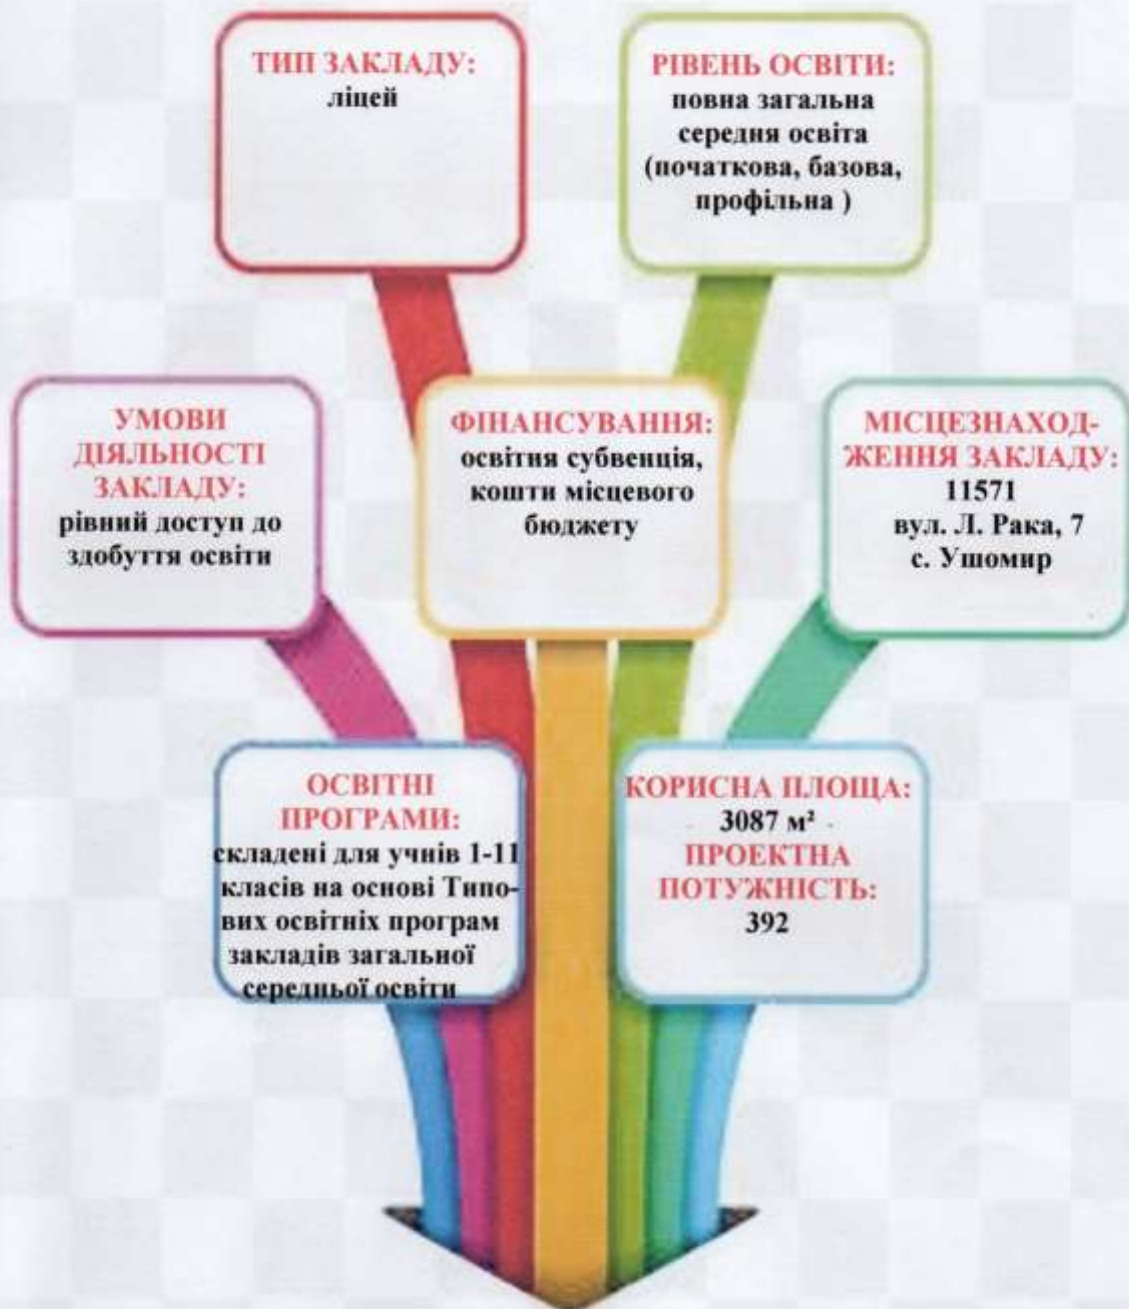 ТИП ЗАКЛАДУ:
ліцей
РІВЕНЬ ОСВІТИ:
повна загальна
середня освіта
(початкова, базова,
профільна )
УМОВИ
ДІЯЛЬНОСТІ
ЗАКЛАДУ:
рівний доступ до
здобуття освіти
ФІНАНСУВАННЯ:
освітня субвенція,
кошти місцевого
бюджету
МІСЦЕЗНАХОД-
ЖЕННЯ ЗАКЛАДУ:
11571
вул. Л. Рака, 7
с. Ушомир
ОСВІТНІ
ПРОГРАМИ:
складені для учнів 1-11
класів на основі Типо-
вих освітніх програм
закладів загальної
середньої освіти
КОРИСНА ПЛОЩА:
3087 м²
ПРОЕКТНА
ПОТУЖНІСТЬ:
392